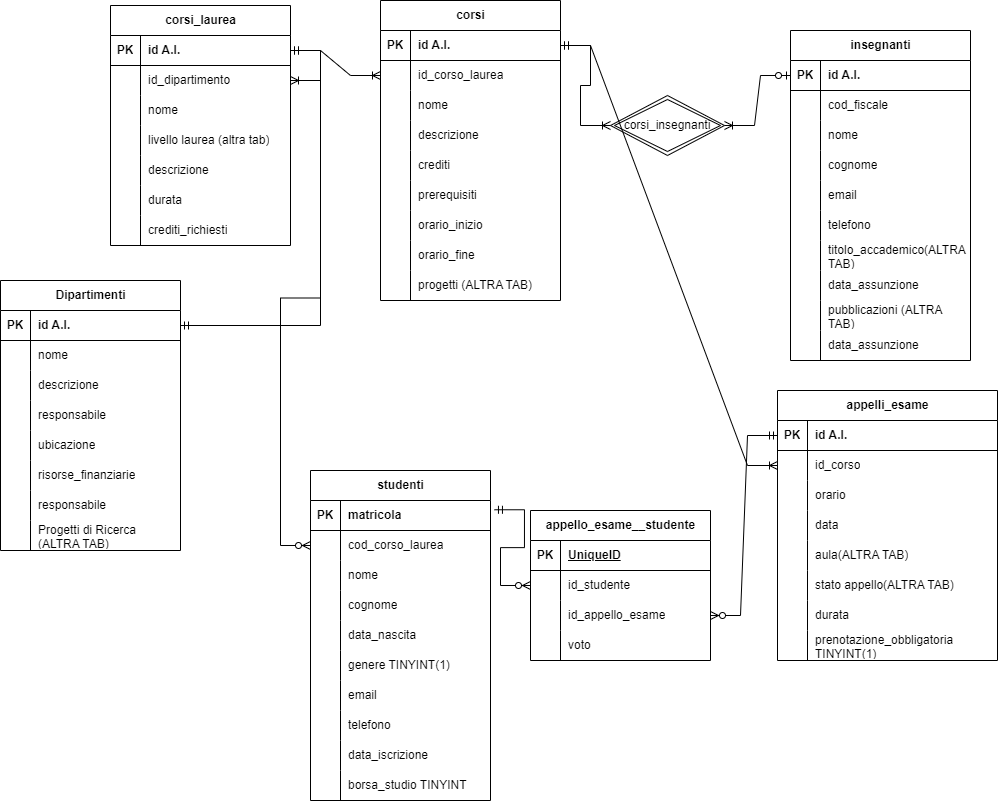 corsi_laurea
PK id A.I.
id_dipartimento
nome
livello laurea (altra tab)
descrizione
durata
crediti_richiesti
corsi
PK id A.I.
id_corso_laurea
nome
descrizione
crediti
prerequisiti
orario_inizio
orario_fine
progetti (ALTRA TAB)
corsi_insegnanti
insegnanti
PK id A.I.
cod_fiscale
nome
cognome
email
telefono
titolo_accademico(ALTRA
TAB)
data_assunzione
pubblicazioni (ALTRA
TAB)
data_assunzione
Dipartimenti
PK id A.I.
nome
descrizione
responsabile
ubicazione
risorse_finanziarie
responsabile
Progetti di Ricerca
(ALTRA TAB)
studenti
PK matricola
cod_corso_laurea
nome
cognome
data_nascita
genere TINYINT(1)
email
telefono
data_iscrizione
borsa_studio TINYINT
appello_esame__studente
PK UniqueID
id_studente
id_appello_esame
voto
appelli_esame
PK id A.I.
id_corso
orario
data
aula(ALTRA TAB)
stato appello(ALTRA TAB)
durata
prenotazione_obbligatoria
TINYINT(1)